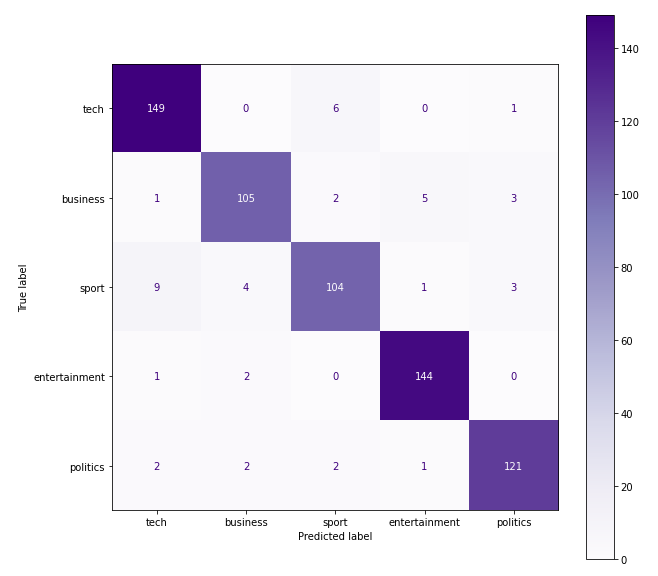 tech 149 0 6 0 1
business 1 105 2 5 3
sport 9 4 104 1 3
entertainment 1 2 0 144 0
politics 2 2 2 1 121
tech business sport entertainment politics
Predicted label
True label
140
120
100
80
60
40
20
0